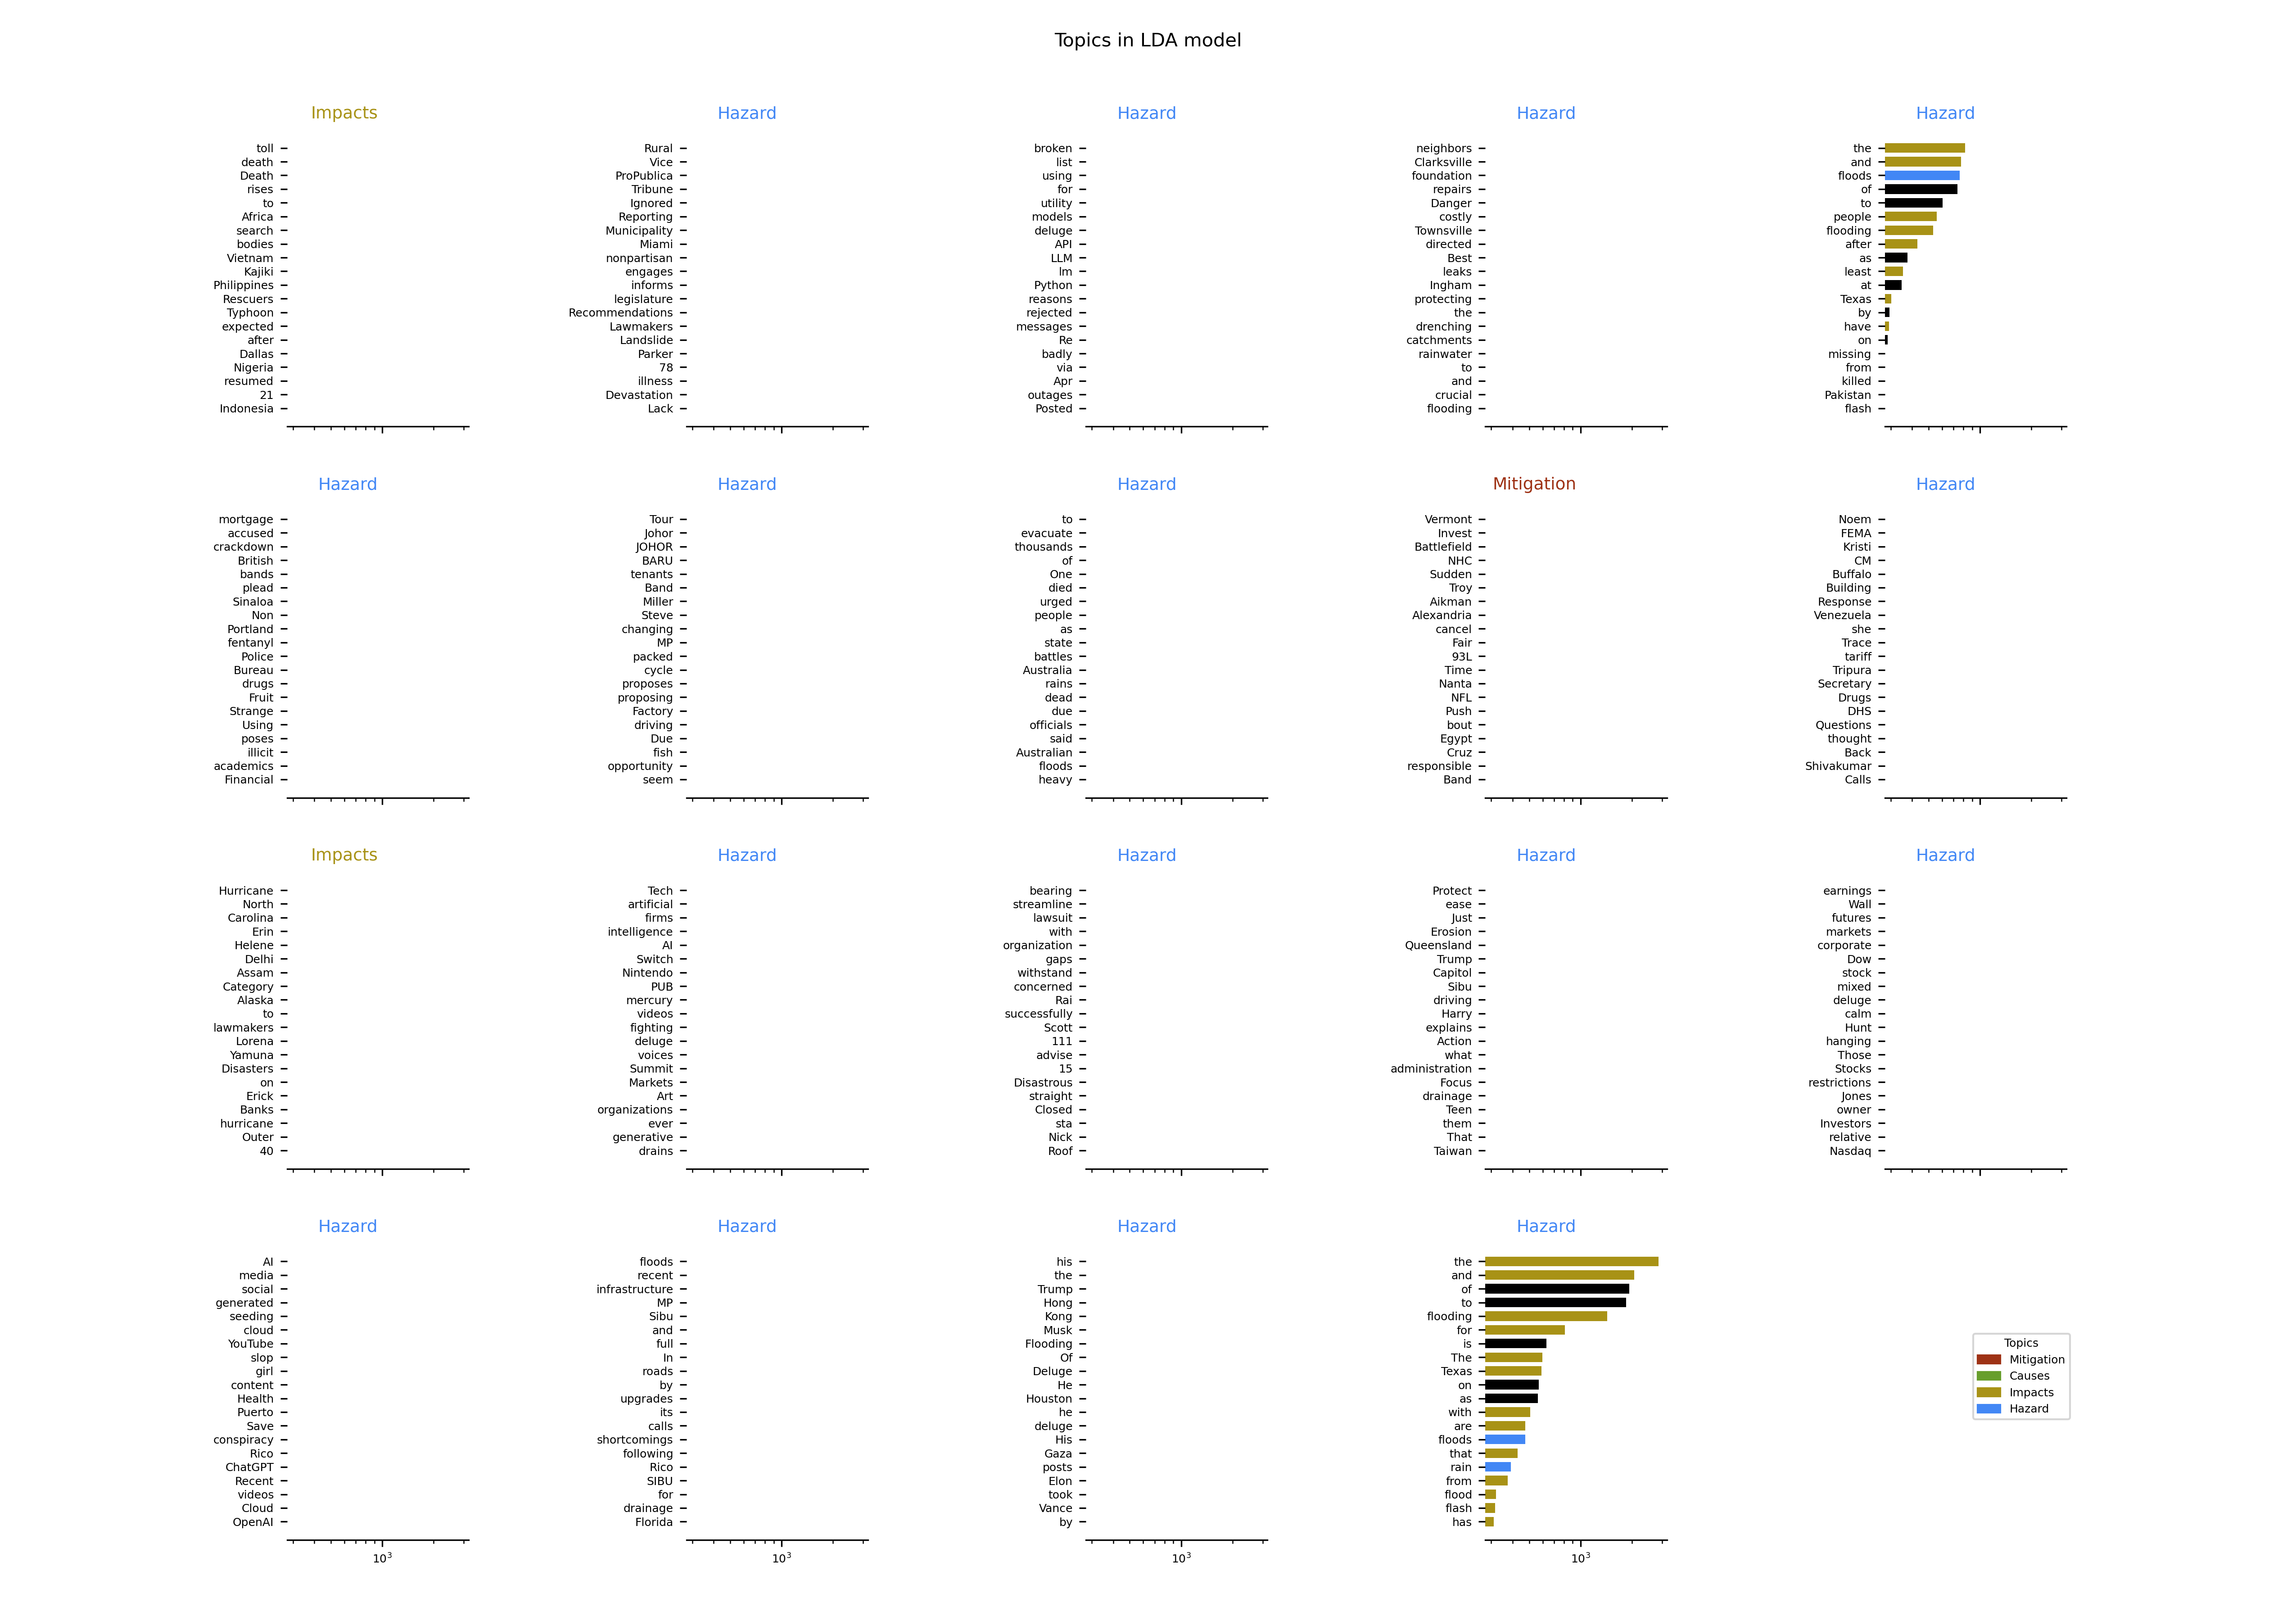 Topics in LDA model
Impacts
toll
death
Death
rises
to
Africa
search
bodies
Vietnam
Kajiki
Philippines
Rescuers
Typhoon
expected
after
Dallas
Nigeria
resumed
21
Indonesia
Hazard
Rural
Vice
ProPublica
Tribune
Ignored
Reporting
Municipality
Miami
nonpartisan
engages
informs
legislature
Recommendations
Lawmakers
Landslide
Parker
78
illness
Devastation
Lack
Hazard
broken
list
using
for
utility
models
deluge
API
LLM
lm
Python
reasons
rejected
messages
Re
badly
via
Apr
outages
Posted
Hazard
neighbors
Clarksville
foundation
repairs
Danger
costly
Townsville
directed
Best
leaks
Ingham
protecting
the
drenching
catchments
rainwater
to
and
crucial
flooding
Hazard
the
and
floods
of
to
people
flooding
after
as
least
at
Texas
by
have
on
missing
from
killed
Pakistan
flash
Hazard
mortgage
accused
crackdown
British
bands
plead
Sinaloa
Non
Portland
fentanyl
Police
Bureau
drugs
Fruit
Strange
Using
poses
illicit
academics
Financial
Hazard
Tour
Johor
JOHOR
BARU
tenants
Band
Miller
Steve
changing
MP
packed
cycle
proposes
proposing
Factory
driving
Due
fish
opportunity
seem
Hazard
to
evacuate
thousands
of
One
died
urged
people
as
state
battles
Australia
rains
dead
due
officials
said
Australian
floods
heavy
Mitigation
Vermont
Invest
Battlefield
NHC
Sudden
Troy
Aikman
Alexandria
cancel
Fair
93L
Time
Nanta
NFL
Push
bout
Egypt
Cruz
responsible
Band
Hazard
Noem
FEMA
Kristi
CM
Buffalo
Building
Response
Venezuela
she
Trace
tariff
Tripura
Secretary
Drugs
DHS
Questions
thought
Back
Shivakumar
Calls
Impacts
Hurricane
North
Carolina
Erin
Helene
Delhi
Assam
Category
Alaska
to
lawmakers
Lorena
Yamuna
Disasters
on
Erick
Banks
hurricane
Outer
40
Hazard
Tech
artificial
firms
intelligence
AI
Switch
Nintendo
PUB
mercury
videos
fighting
deluge
voices
Summit
Markets
Art
organizations
ever
generative
drains
Hazard
bearing
streamline
lawsuit
with
organization
gaps
withstand
concerned
Rai
successfully
Scott
111
advise
15
Disastrous
straight
Closed
sta
Nick
Roof
Hazard
Protect
ease
Just
Erosion
Queensland
Trump
Capitol
Sibu
driving
Harry
explains
Action
what
administration
Focus
drainage
Teen
them
That
Taiwan
Hazard
earnings
Wall
futures
markets
corporate
Dow
stock
mixed
deluge
calm
Hunt
hanging
Those
Stocks
restrictions
Jones
owner
Investors
relative
Nasdaq
Hazard
AI
media
social
generated
seeding
cloud
YouTube
slop
girl
content
Health
Puerto
Save
conspiracy
Rico
ChatGPT
Recent
videos
Cloud
OpenAI
10³
Hazard
floods
recent
infrastructure
MP
Sibu
and
full
In
roads
by
upgrades
its
calls
shortcomings
following
Rico
SIBU
for
drainage
Florida
10³
Hazard
his
the
Trump
Hong
Kong
Musk
Flooding
Of
Deluge
He
Houston
he
deluge
His
Gaza
posts
Elon
took
Vance
by
10³
Hazard
the
and
of
to
flooding
for
is
The
Texas
on
as
with
are
floods
that
rain
from
flood
flash
has
10³
Topics
Mitigation
Causes
Impacts
Hazard